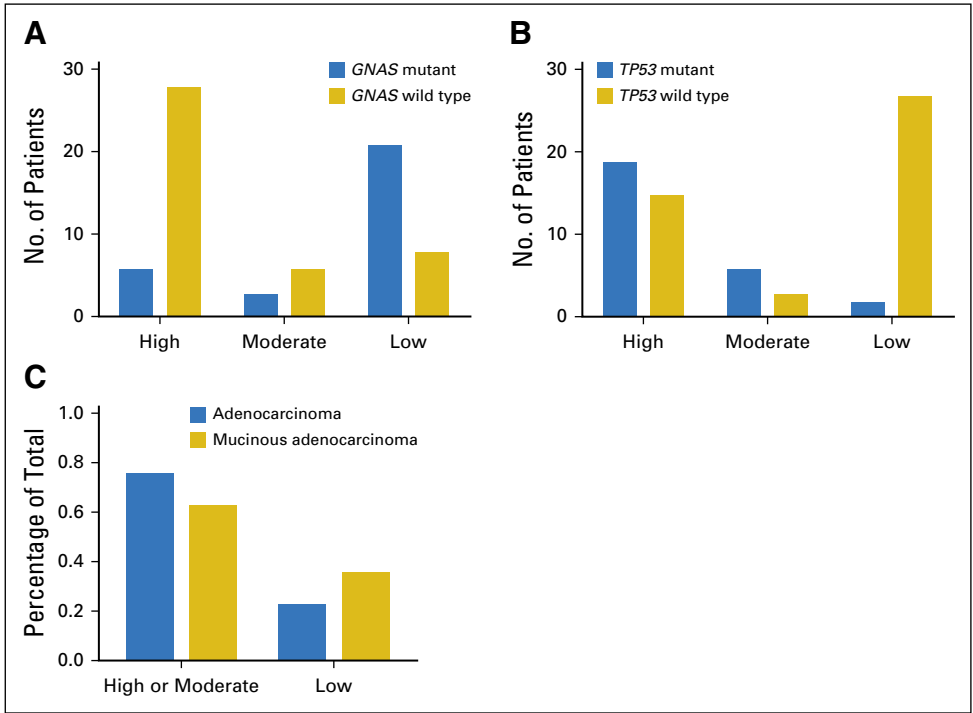 A
30
20
10
0
No. of Patients
GNAS mutant
GNAS wild type
High Moderate Low
B
30
20
10
0
No. of Patients
TP53 mutant
TP53 wild type
High Moderate Low
C
1.0
0.8
0.6
0.4
0.2
0.0
Percentage of Total
Adenocarcinoma
Mucinous adenocarcinoma
High or Moderate Low